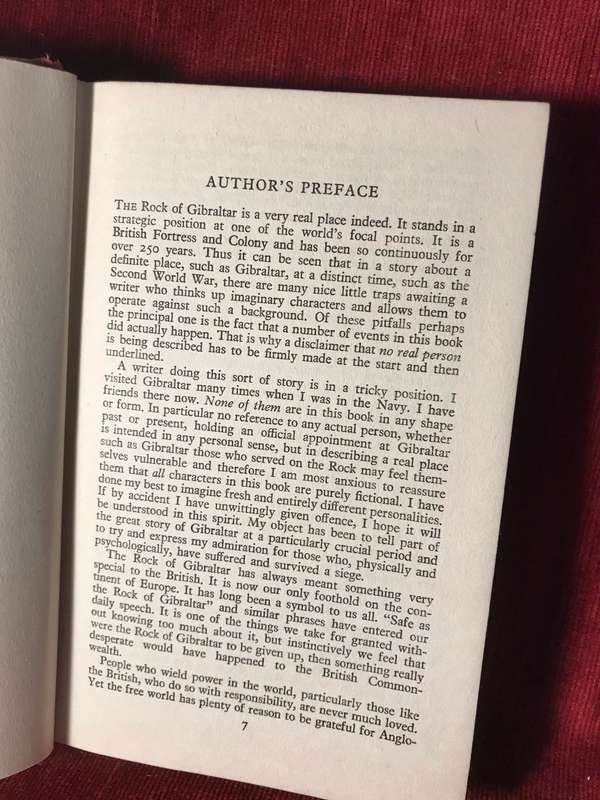 AUTHOR'S PREFACE
THE Rock of Gibraltar is a very real place indeed. It stands in a
strategic position at one of the world's focal points. It is a
British Fortress and Colony and has been so continuously for
over 250 years. Thus it can be seen that in a story about a
definite place, such as Gibraltar, at a distinct time, such as the
Second World War, there are many nice little traps awaiting a
writer who thinks up imaginary characters and allows them to
operate against such a background. Of these pitfalls perhaps
the principal one is the fact that a number of events in this book
did actually happen. That is why a disclaimer that no real person
is being described has to be firmly made at the start and then
underlined.
A writer doing this sort of story is in a tricky position. I
visited Gibraltar many times when I was in the Navy. I have
friends there now. None of them are in this book in any shape
or form. In particular no reference to any actual person, whether
past or present, holding an official appointment at Gibraltar
is intended in any personal sense, but in describing a real place
such as Gibraltar those who served on the Rock may feel them-
selves vulnerable and therefore I am most anxious to reassure
them that all characters in this book are purely fictional. I have
done my best to imagine fresh and entirely different personalities.
If by accident I have unwittingly given offence, I hope it will
be understood in this spirit. My object has been to tell part of
the great story of Gibraltar at a particularly crucial period and
to try and express my admiration for those who, physically and
psychologically, have suffered and survived a siege.
The Rock of Gibraltar has always meant something very
special to the British. It is now our only foothold on the con-
tinent of Europe. It has long been a symbol to us all. "Safe as
the Rock of Gibraltar" and similar phrases have entered our
daily speech. It is one of the things we take for granted with-
out knowing too much about it, but instinctively we feel that
were the Rock of Gibraltar to be given up, then something really
desperate would have happened to the British Common-
wealth.
People who wield power in the world, particularly those like
the British, who do so with responsibility, are never much loved.
Yet the free world has plenty of reason to be grateful for Anglo-
7